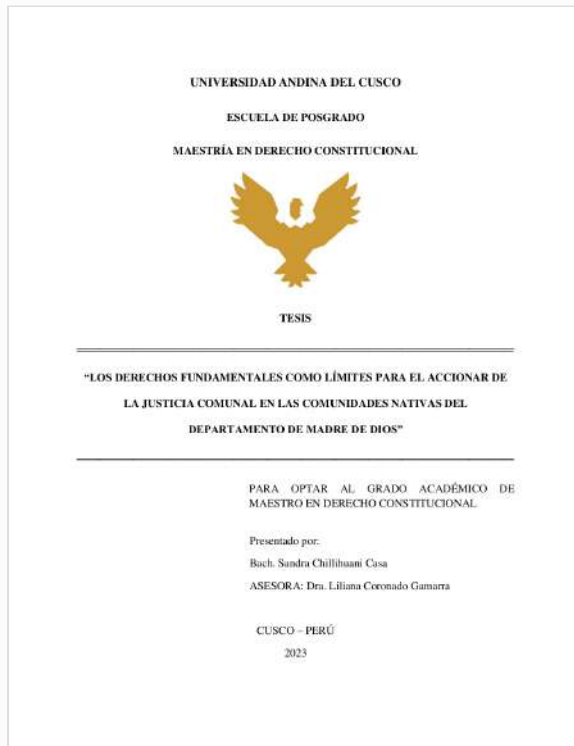 UNIVERSIDAD ANDINA DEL CUSCO
ESCUELA DE POSGRADO
MAESTRÍA EN DERECHO CONSTITUCIONAL
TESIS
“LOS DERECHOS FUNDAMENTALES COMO LÍMITES PARA EL ACCIONAR DE
LA JUSTICIA COMUNAL EN LAS COMUNIDADES NATIVAS DEL
DEPARTAMENTO DE MADRE DE DIOS”
PARA OPTAR AL GRADO ACADÉMICO DE
MAESTRO EN DERECHO CONSTITUCIONAL
Presentado por:
Bach. Sandra Chillihuani Casa
ASESORA: Dra. Liliana Coronado Gamarra
CUSCO – PERÚ
2023